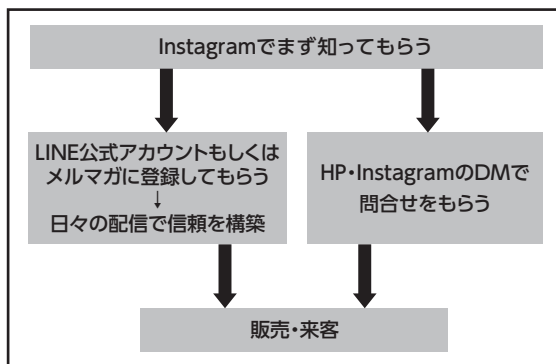 Instagramでまず知ってもらう
LINE公式アカウントもしくは
メルマガに登録してもらう
↓
日々の配信で信頼を構築
HP・InstagramのDMで
問合せをもらう
販売・来客